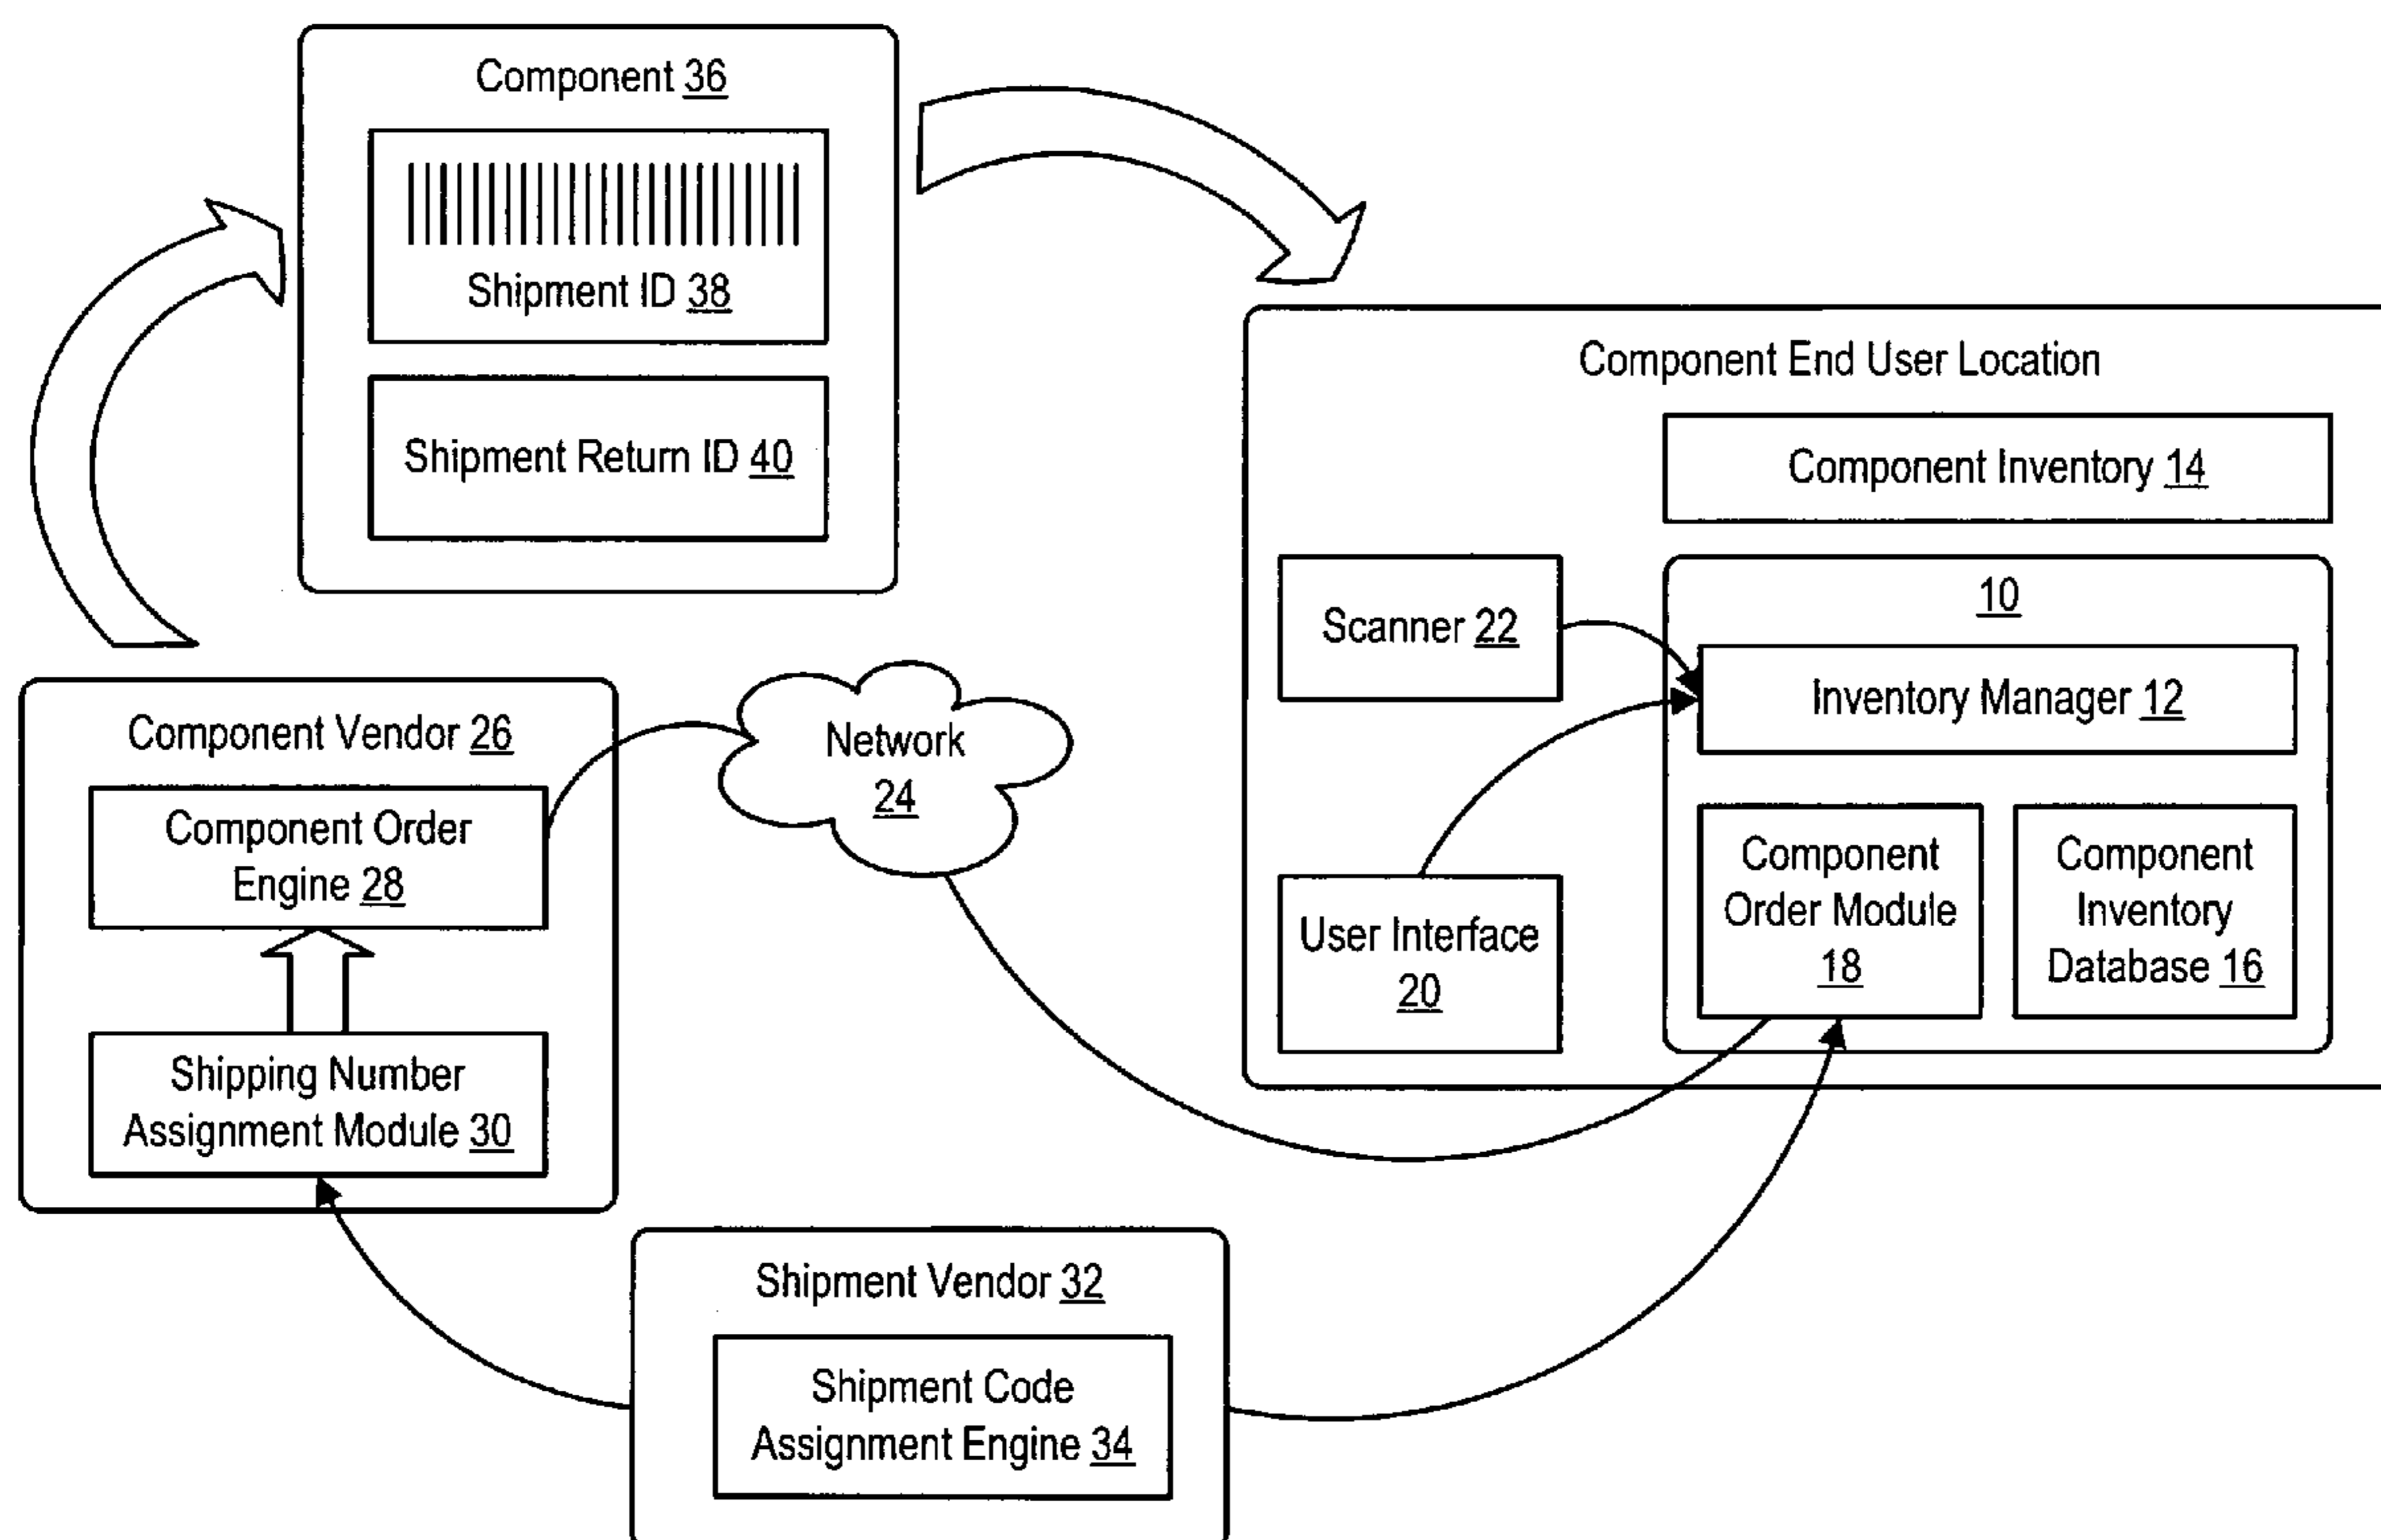 Component 36
Shipment ID 38
Shipment Return ID 40
Component End User Location
Component Inventory 14
Scanner 22
10
Inventory Manager 12
Component Vendor 26
Network
24
Component Order
Engine 28
Component
Order Module
18
Component
Inventory
Database 16
User Interface
20
Shipping Number
Assignment Module 30
Shipment Vendor 32
Shipment Code
Assignment Engine 34